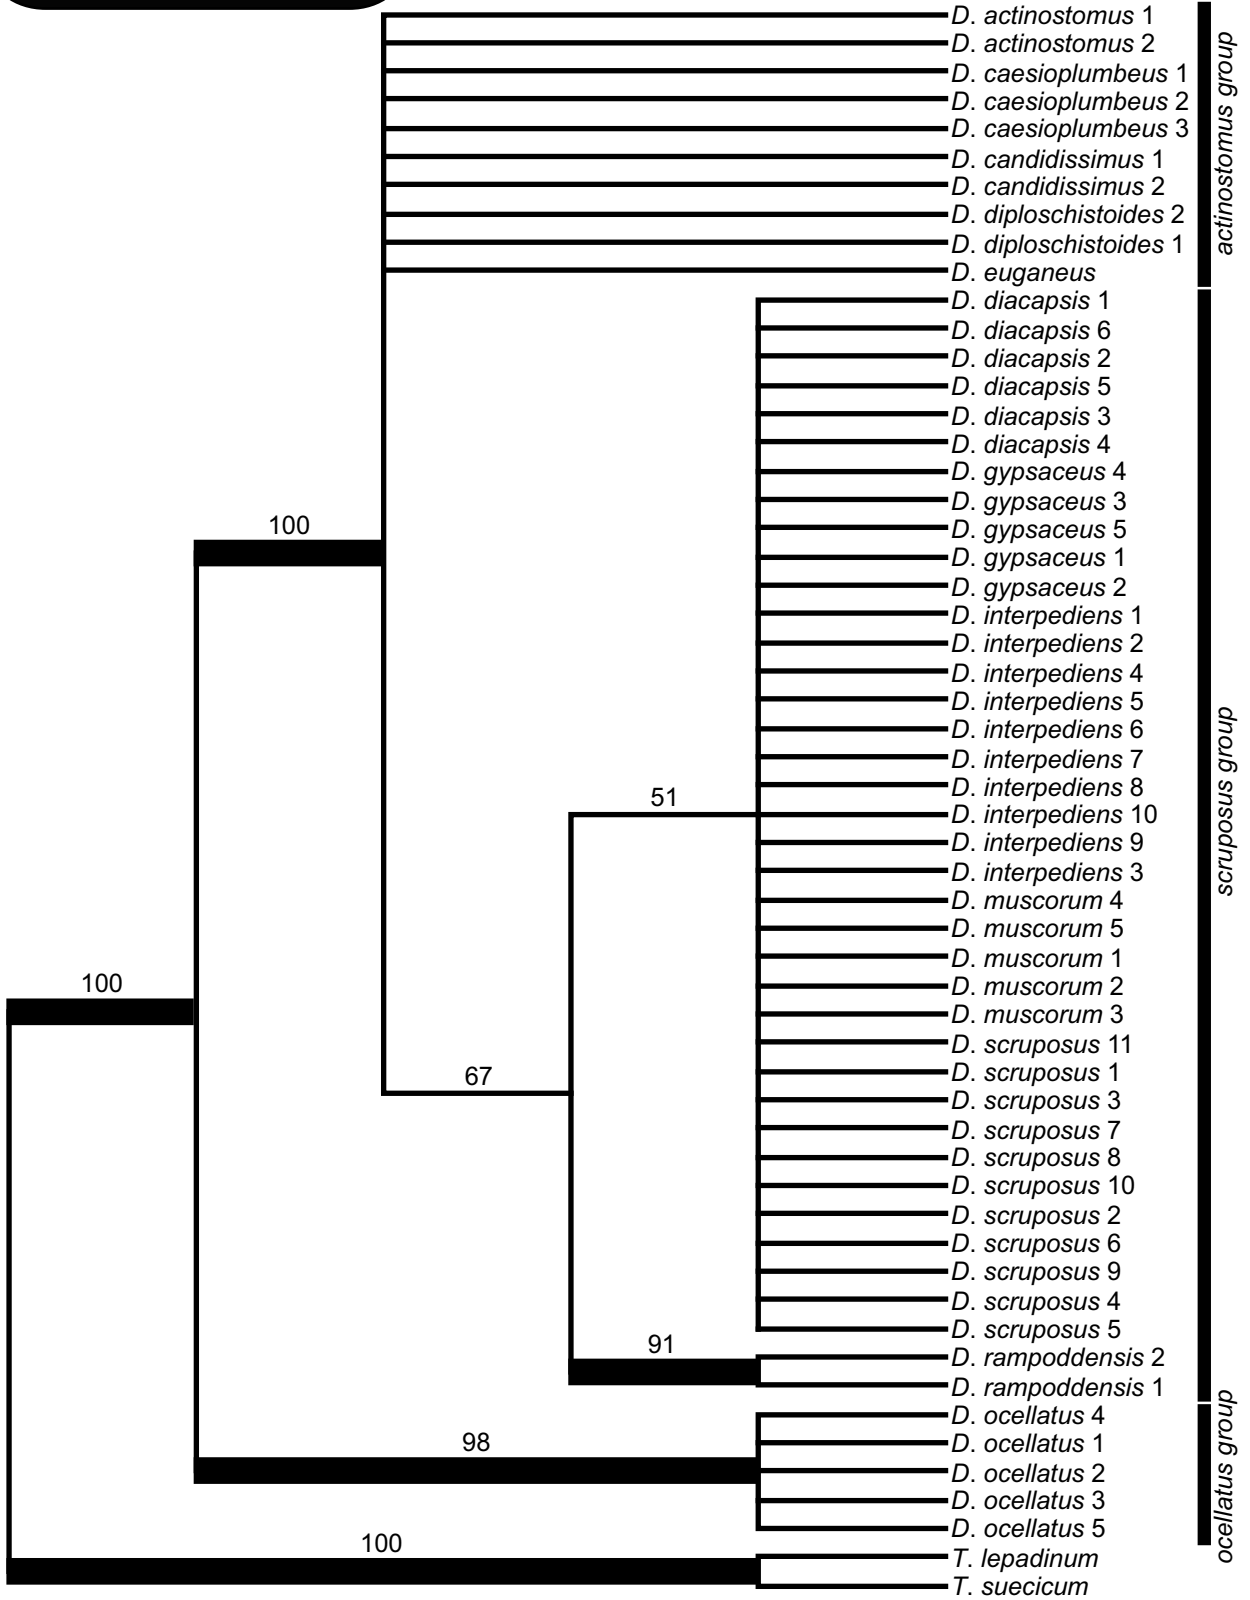 D. actinostomus 1
D. actinostomus 2
D. caesioplumbeus 1
D. caesioplumbeus 2
D. caesioplumbeus 3
D. candidissimus 1
D. candidissimus 2
D. diploschistoides 2
D. diploschistoides 1
D. euganeus
actinostomus group
D. diacapsis 1
D. diacapsis 6
D. diacapsis 2
D. diacapsis 5
D. diacapsis 3
D. diacapsis 4
D. gypsaceus 4
D. gypsaceus 3
100
D. gypsaceus 5
D. gypsaceus 1
D. gypsaceus 2
D. interpediens 1
D. interpediens 2
D. interpediens 4
D. interpediens 5
D. interpediens 6
D. interpediens 7
D. interpediens 8
51
D. interpediens 10
D. interpediens 9
D. interpediens 3
scruposus group
D. muscorum 4
D. muscorum 5
D. muscorum 1
100
D. muscorum 2
D. muscorum 3
D. scruposus 11
67
D. scruposus 1
D. scruposus 3
D. scruposus 7
D. scruposus 8
D. scruposus 10
D. scruposus 2
D. scruposus 6
D. scruposus 9
D. scruposus 4
D. scruposus 5
91
D. rampoddensis 2
D. rampoddensis 1
D. ocellatus 4
98
D. ocellatus 1
D. ocellatus 2
D. ocellatus 3
D. ocellatus 5
ocellatus group
100
T. lepadinum
T. suecicum